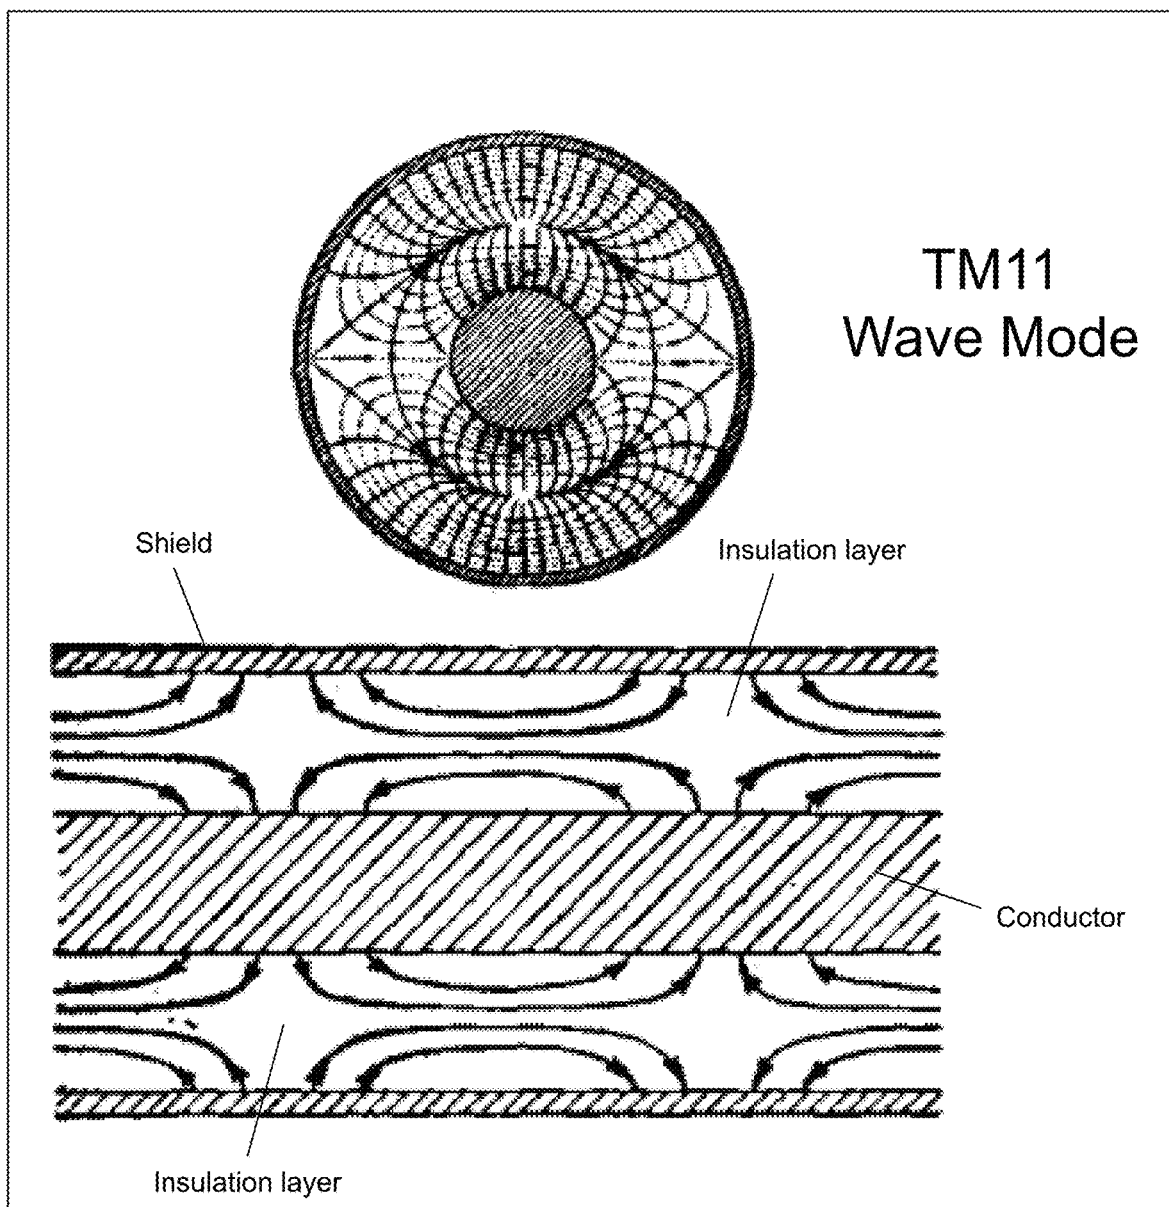 TM11
Wave Mode
Shield
Insulation layer
Conductor
Insulation layer